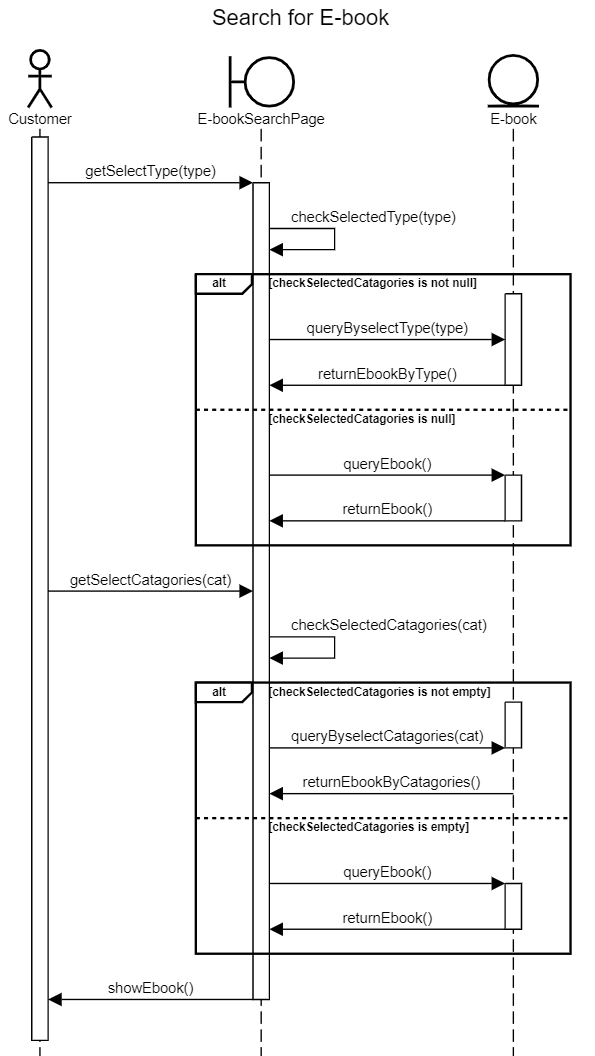 Search for E-book
Customer
E-bookSearchPage
E-book
getSelectType(type)
checkSelectedType(type)
alt
[checkSelectedCatagories is not null]
queryByselectType(type)
returnEbookByType()
[checkSelectedCatagories is null]
queryEbook()
returnEbook()
getSelectCatagories(cat)
checkSelectedCatagories(cat)
alt
[checkSelectedCatagories is not empty]
queryByselectCatagories(cat)
returnEbookByCatagories()
[checkSelectedCatagories is empty]
queryEbook()
returnEbook()
showEbook()